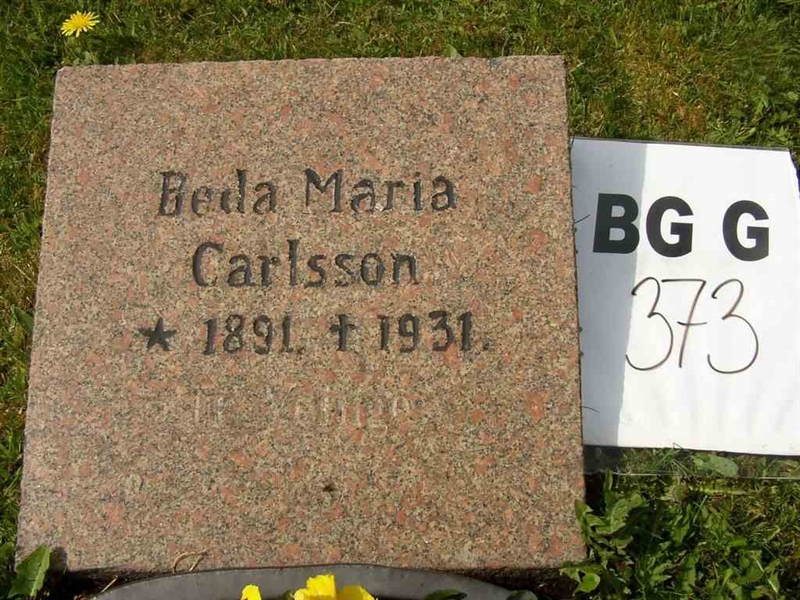 Beda Maria
Carlsson
★ 1891. † 1931.
BG G
373